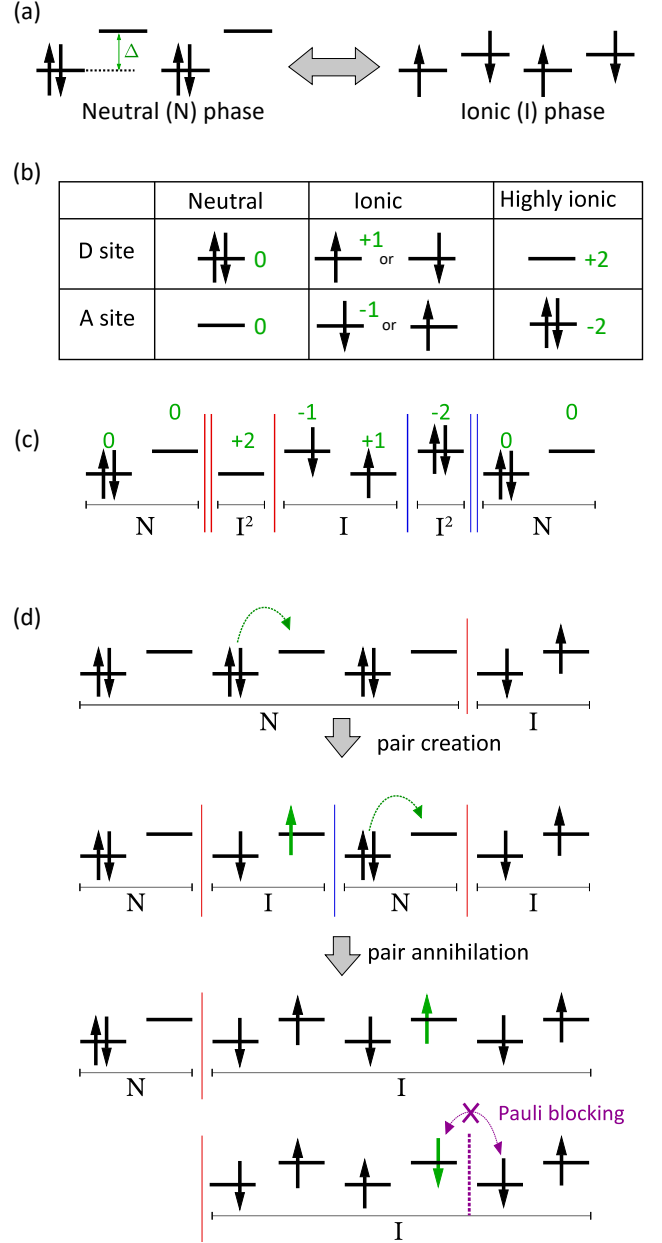 (a)
Δ
Neutral (N) phase
Ionic (I) phase
(b)
Neutral
Ionic
Highly ionic
D site
0
+1
or
+2
A site
0
-1
or
-2
(c)
0
0
+2
-1
+1
-2
0
0
N
I²
I
I²
N
(d)
N
I
pair creation
N
I
N
I
pair annihilation
N
I
Pauli blocking
I